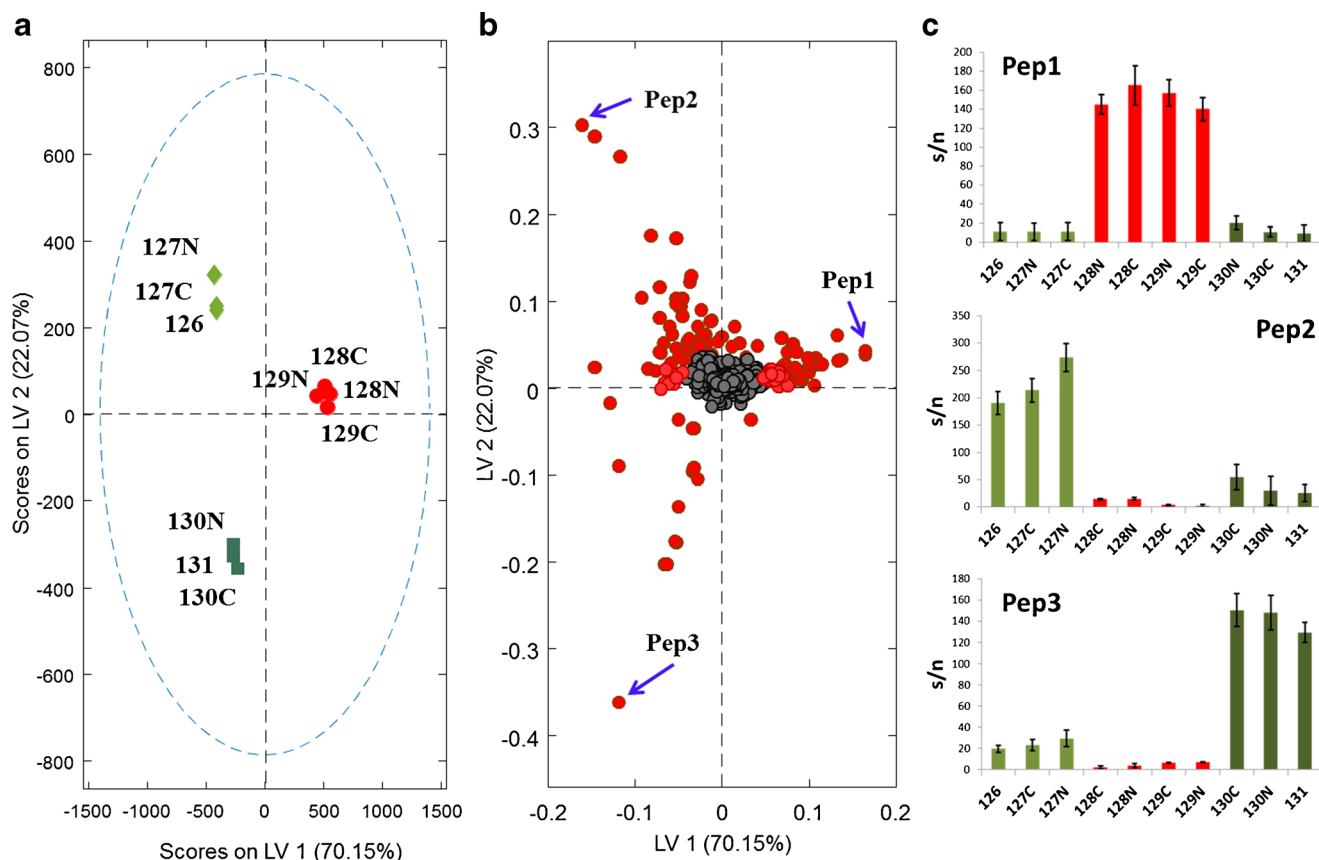 a
800
600
400
200
0
-200
-400
-600
-800
-1500
-1000
-500
0
500
1000
1500
Scores on LV 2 (22.07%)
Scores on LV 1 (70.15%)
127N
127C
126
128C
129N
128N
129C
130N
131
130C
b
0.3
0.2
0.1
0
-0.1
-0.2
-0.3
-0.4
-0.2
-0.1
0
0.1
0.2
LV 2 (22.07%)
LV 1 (70.15%)
Pep2
Pep1
Pep3
c
Pep1
s/n
200
180
160
140
120
100
80
60
40
20
0
126
127N
127C
128N
128C
129N
129C
130N
130C
131
Pep2
s/n
350
300
250
200
150
100
50
0
126
127C
127N
128C
128N
129C
129N
130C
130N
131
Pep3
s/n
180
160
140
120
100
80
60
40
20
0
126
127C
127N
128C
128N
129C
129N
130C
130N
131